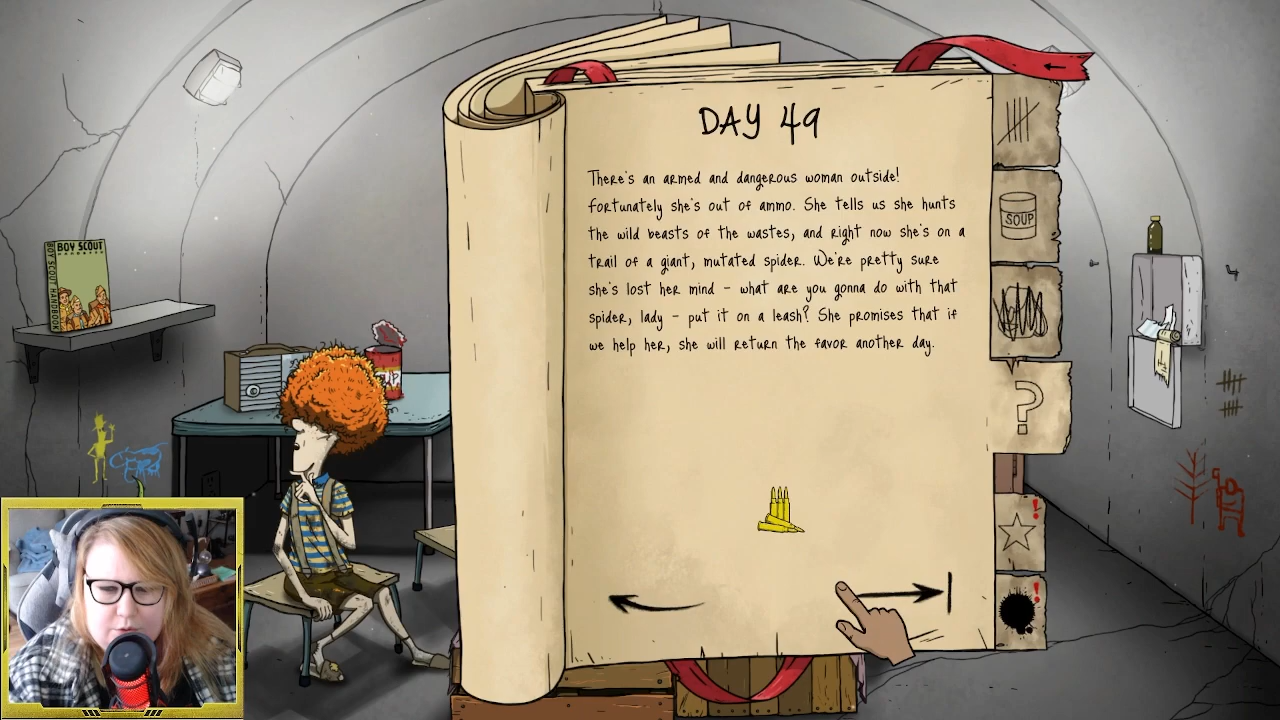 DAY 49
There's an armed and dangerous woman outside!
Fortunately she's out of ammo. She tells us she hunts
the wild beasts of the wastes, and right now she's on a
trail of a giant, mutated spider. We're pretty sure
she's lost her mind - what are you gonna do with that
spider, lady - put it on a leash? She promises that if
we help her, she will return the favor another day.
SOUP
?
! 
!
BOY SCOUT
BOY SCOUT HANDBOOK